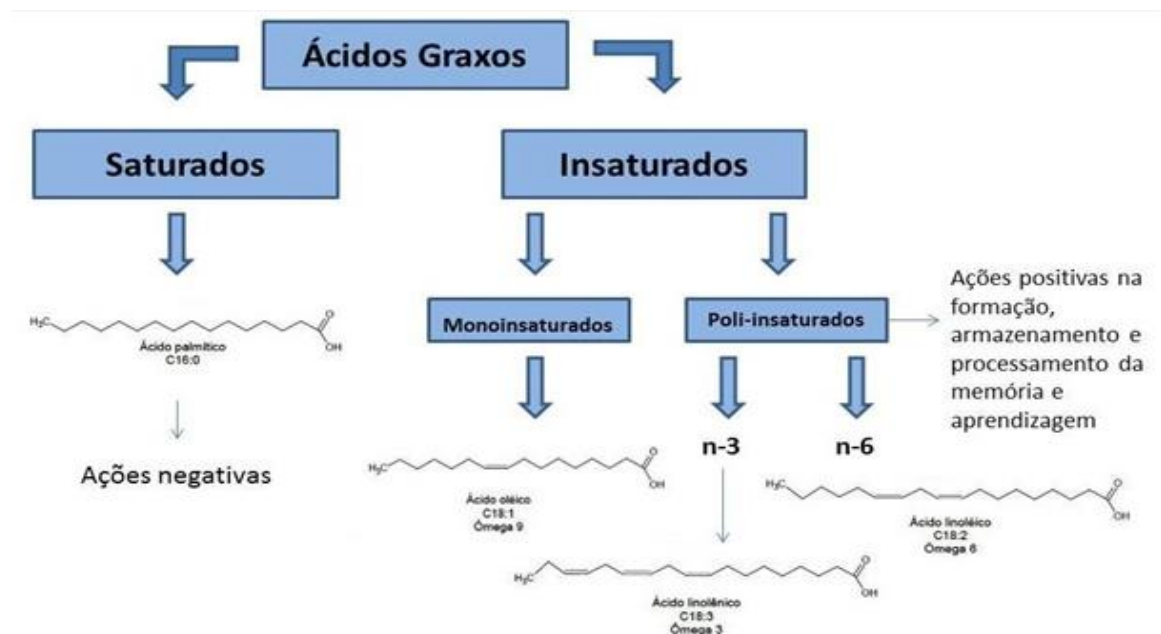 Ácidos Graxos
Saturados
Insaturados
Monoinsaturados
Poli-insaturados
Ações positivas na
formação,
armazenamento e
processamento da
memória e
aprendizagem
H₃C
O
OH
Ácido palmítico
C16:0
Ações negativas
n-3
n-6
H₃C
O
OH
Ácido oléico
C18:1
Ômega 9
H₃C
O
OH
Ácido linoléico
C18:2
Ômega 6
H₃C
O
OH
Ácido linolênico
C18:3
Ômega 3